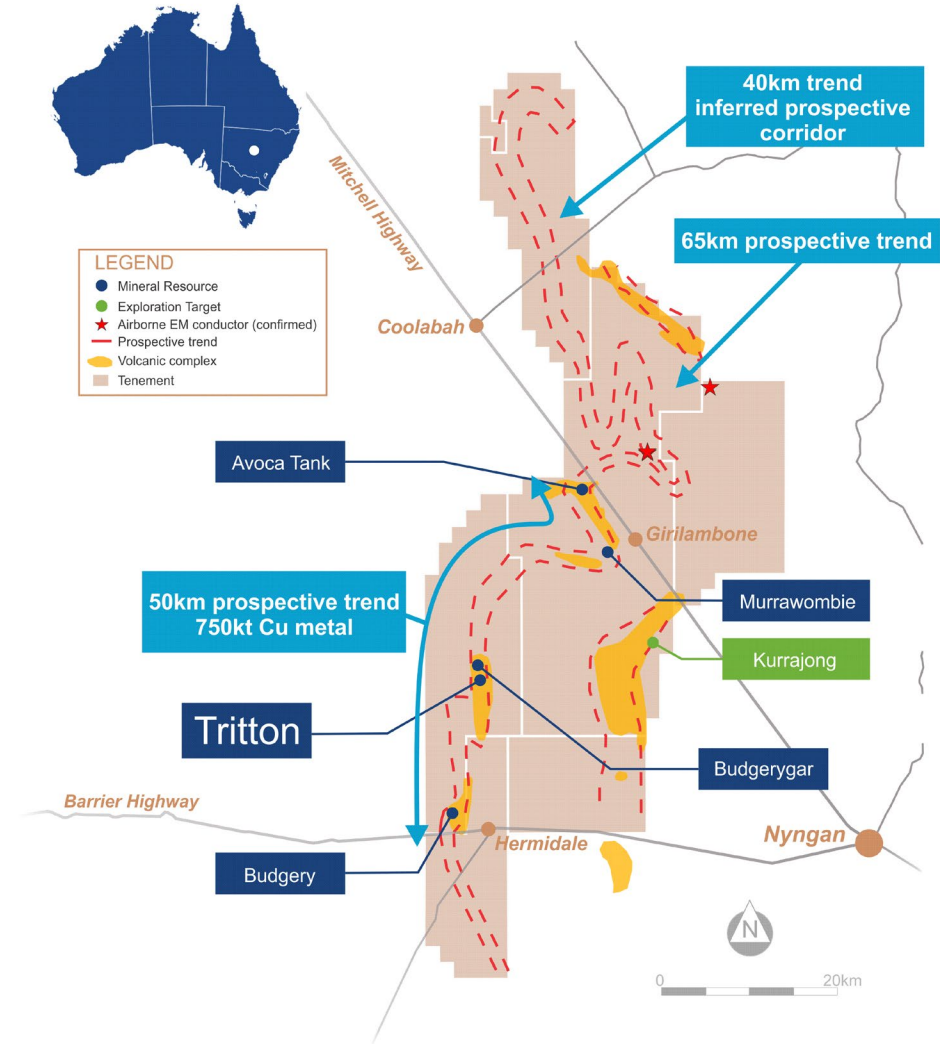 40km trend
inferred prospective
corridor
Mitchell Highway
65km prospective trend
LEGEND
Mineral Resource
Exploration Target
Airborne EM conductor (confirmed)
Prospective trend
Volcanic complex
Tenement
Coolabah
Avoca Tank
Girilambone
50km prospective trend
750kt Cu metal
Murrawombie
Kurrajong
Tritton
Budgerygar
Barrier Highway
Nyngan
Hermidale
Budgery
N
0 20km